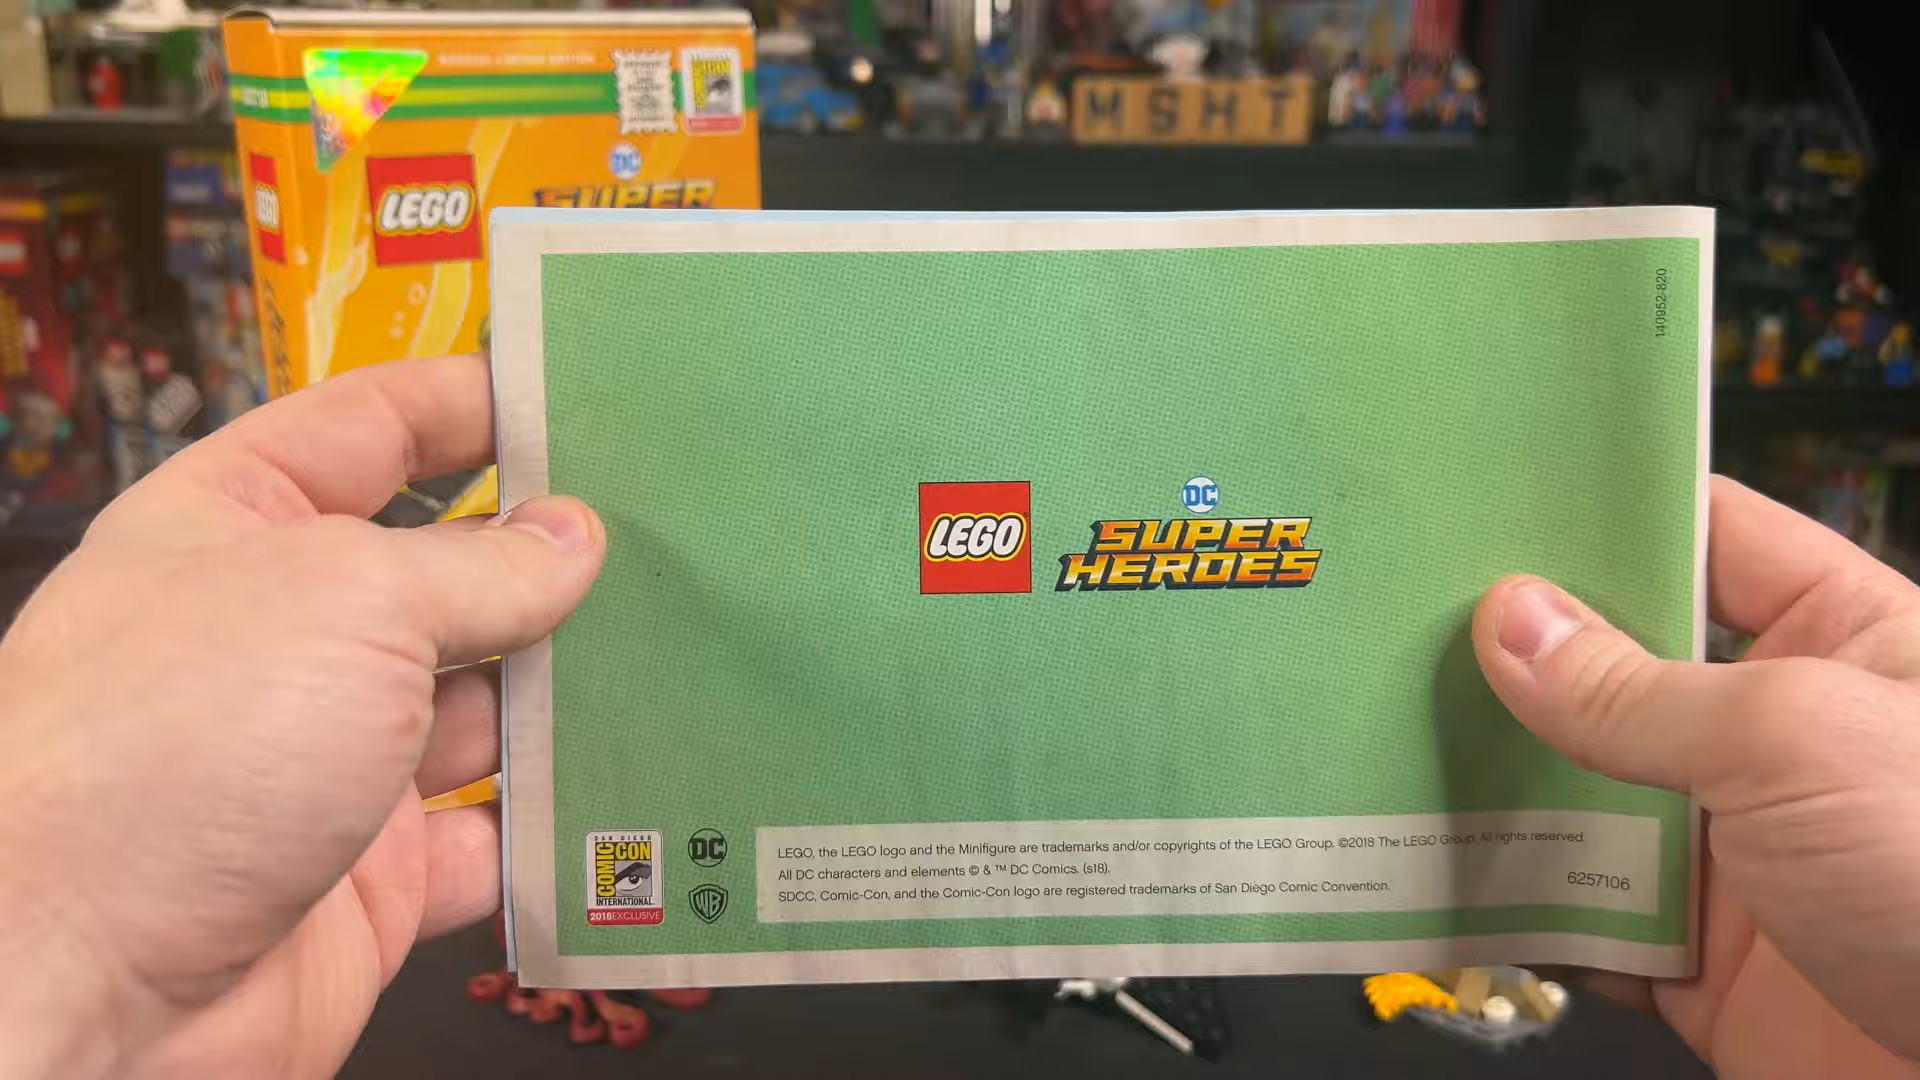 SPECIAL LIMITED EDITION
LEGO
LEGO
DC
SUPER
MSHT
140952-820
LEGO
DC
SUPER
HEROES
SAN DIEGO
COMIC CON
INTERNATIONAL
2018 EXCLUSIVE
DC
WB
LEGO, the LEGO logo and the Minifigure are trademarks and/or copyrights of the LEGO Group. ©2018 The LEGO Group. All rights reserved.
All DC characters and elements © & ™ DC Comics. (s18).
SDCC, Comic-Con, and the Comic-Con logo are registered trademarks of San Diego Comic Convention.
6257106